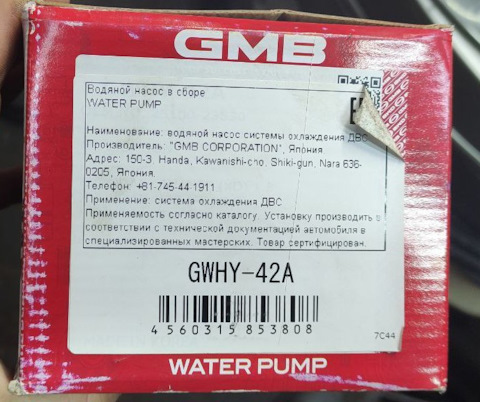 GMB
Водяной насос в сборе
WATER PUMP
Наименование: водяной насос системы охлаждения ДВС
Производитель: "GMB CORPORATION", Япония.
Адрес: 150-3. Handa, Kawanishi-cho, Shiki-gun, Nara 636-
0205, Япония.
Телефон: +81-745-44-1911
Применение: система охлаждения ДВС
Применяемость согласно каталогу. Установку производить в
соответствии с технической документацией автомобиля в
специализированных мастерских. Товар сертифицирован.
GWHY-42A
4560315 853808
7C44
WATER PUMP